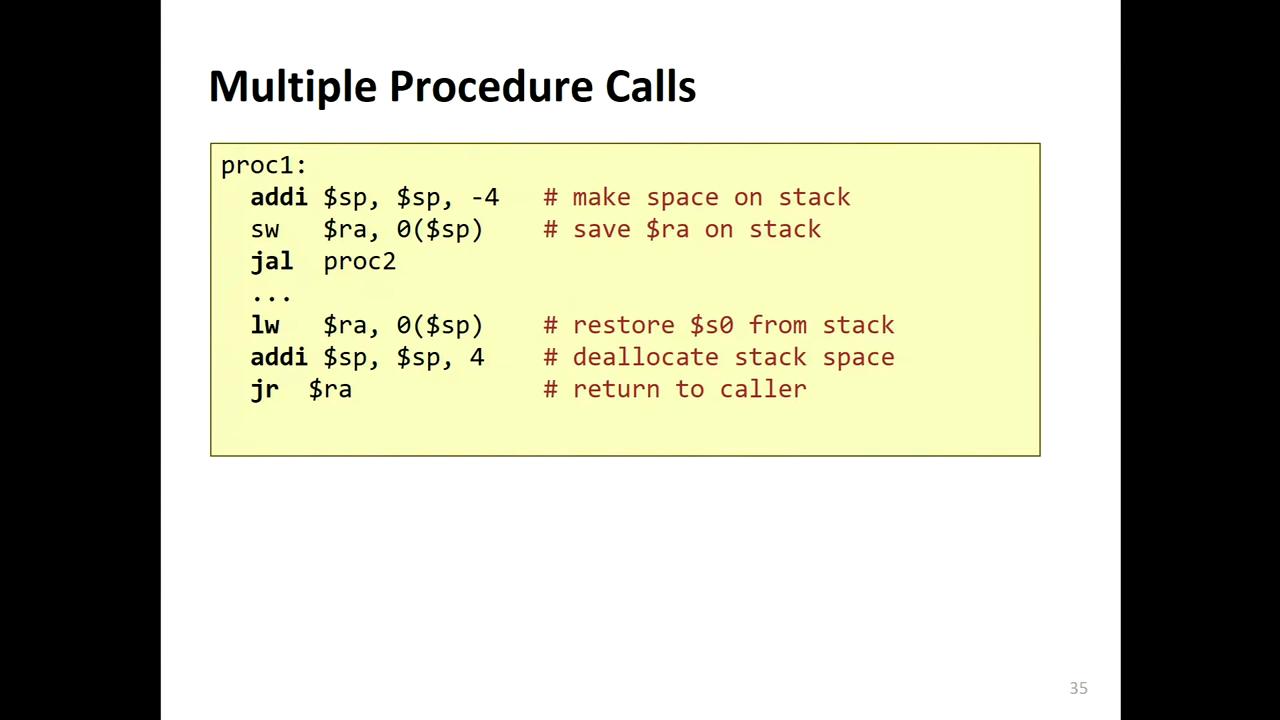 Multiple Procedure Calls
proc1:
addi $sp, $sp, -4 # make space on stack
sw $ra, 0($sp) # save $ra on stack
jal proc2
...
lw $ra, 0($sp) # restore $s0 from stack
addi $sp, $sp, 4 # deallocate stack space
jr $ra # return to caller
35